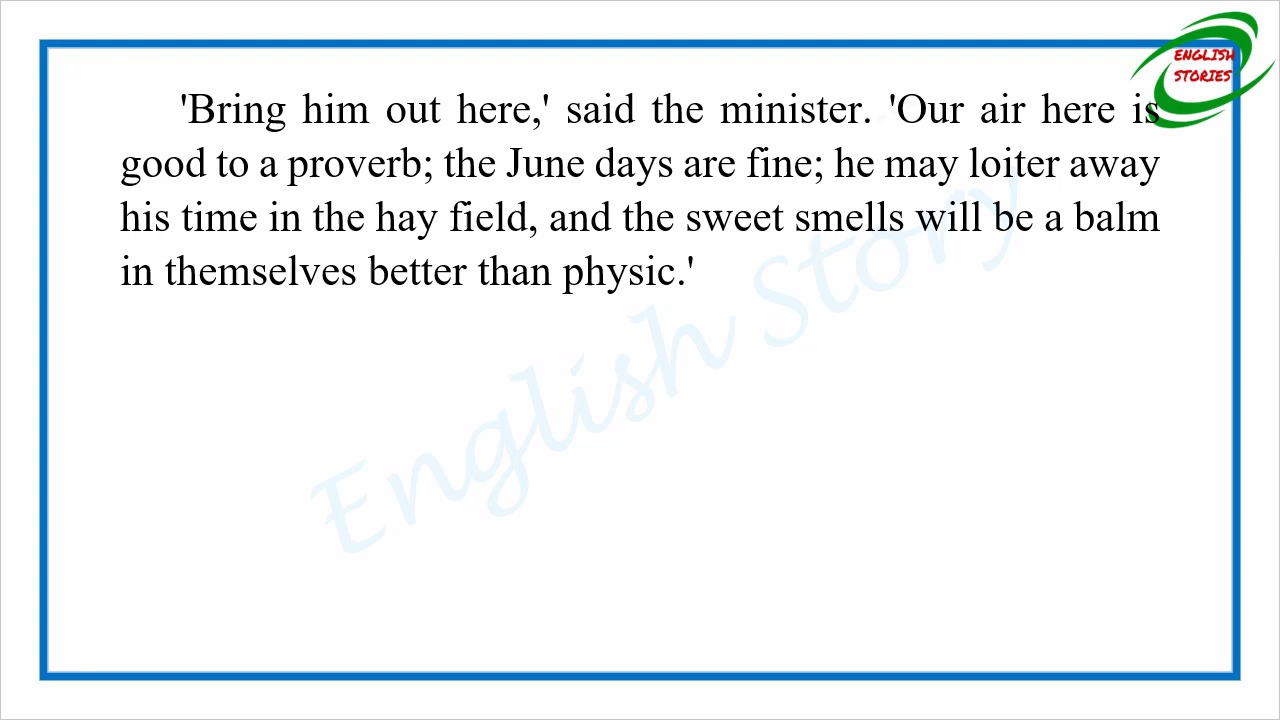 ENGLISH
STORIES
'Bring him out here,' said the minister. 'Our air here is
good to a proverb; the June days are fine; he may loiter away
his time in the hay field, and the sweet smells will be a balm
in themselves better than physic.'
English Story